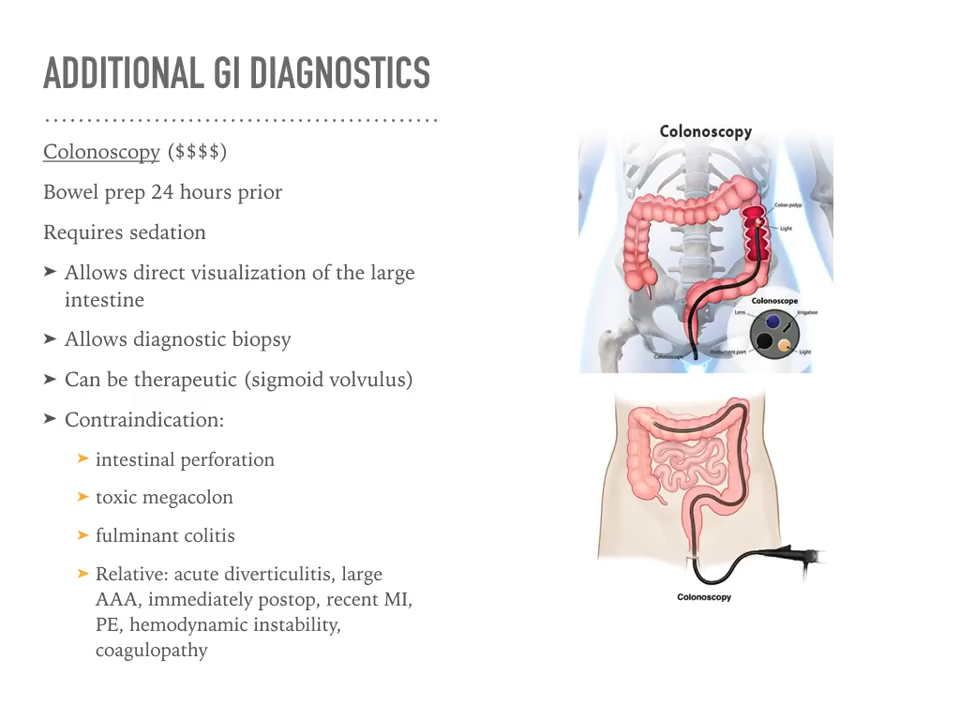 ADDITIONAL GI DIAGNOSTICS
Colonoscopy ($$$$)
Bowel prep 24 hours prior
Requires sedation
➤ Allows direct visualization of the large
intestine
➤ Allows diagnostic biopsy
➤ Can be therapeutic (sigmoid volvulus)
➤ Contraindication:
➤ intestinal perforation
➤ toxic megacolon
➤ fulminant colitis
➤ Relative: acute diverticulitis, large
AAA, immediately postop, recent MI,
PE, hemodynamic instability,
coagulopathy
Colonoscopy
Colon polyp
Light
Colonoscope
Lens
Irrigation
Instrument port
Light
Colonoscope
Colonoscopy